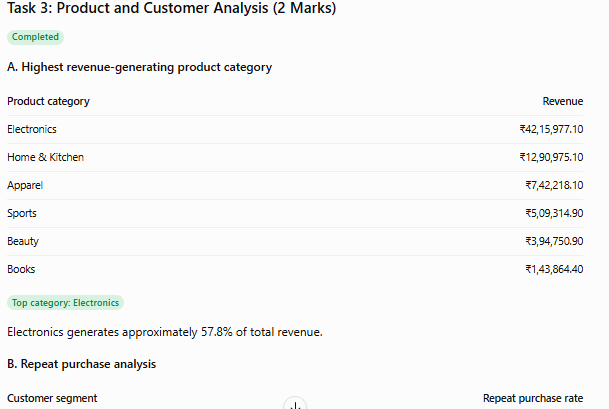 Task 3: Product and Customer Analysis (2 Marks)
Completed
A. Highest revenue-generating product category
Product category Revenue
Electronics ₹42,15,977.10
Home & Kitchen ₹12,90,975.10
Apparel ₹7,42,218.10
Sports ₹5,09,314.90
Beauty ₹3,94,750.90
Books ₹1,43,864.40
Top category: Electronics
Electronics generates approximately 57.8% of total revenue.
B. Repeat purchase analysis
Customer segment Repeat purchase rate